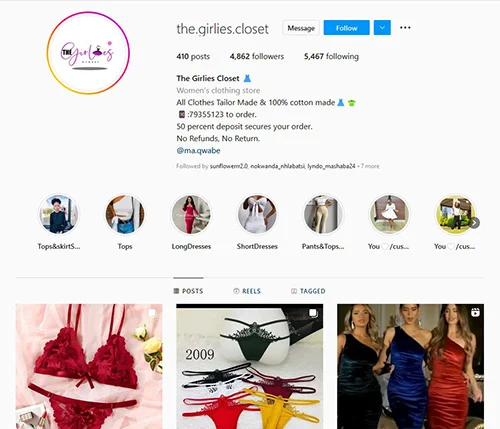 THE
Girlies
the.girlies.closet
Message
Follow
410 posts
4,862 followers
5,467 following
The Girlies Closet
Women's clothing store
All Clothes Tailor Made & 100% cotton made
:79355123 to order.
50 percent deposit secures your order.
No Refunds, No Return.
@ma.qwabe
Followed by sunflowerr2.0, nokwanda_nhlabatsi, lyndo_mashaba24 + 7 more
Tops&skirtS...
Tops
LongDresses
ShortDresses
Pants&Tops...
You 🤍/cus...
You 🤍/cus...
POSTS
REELS
TAGGED
2009